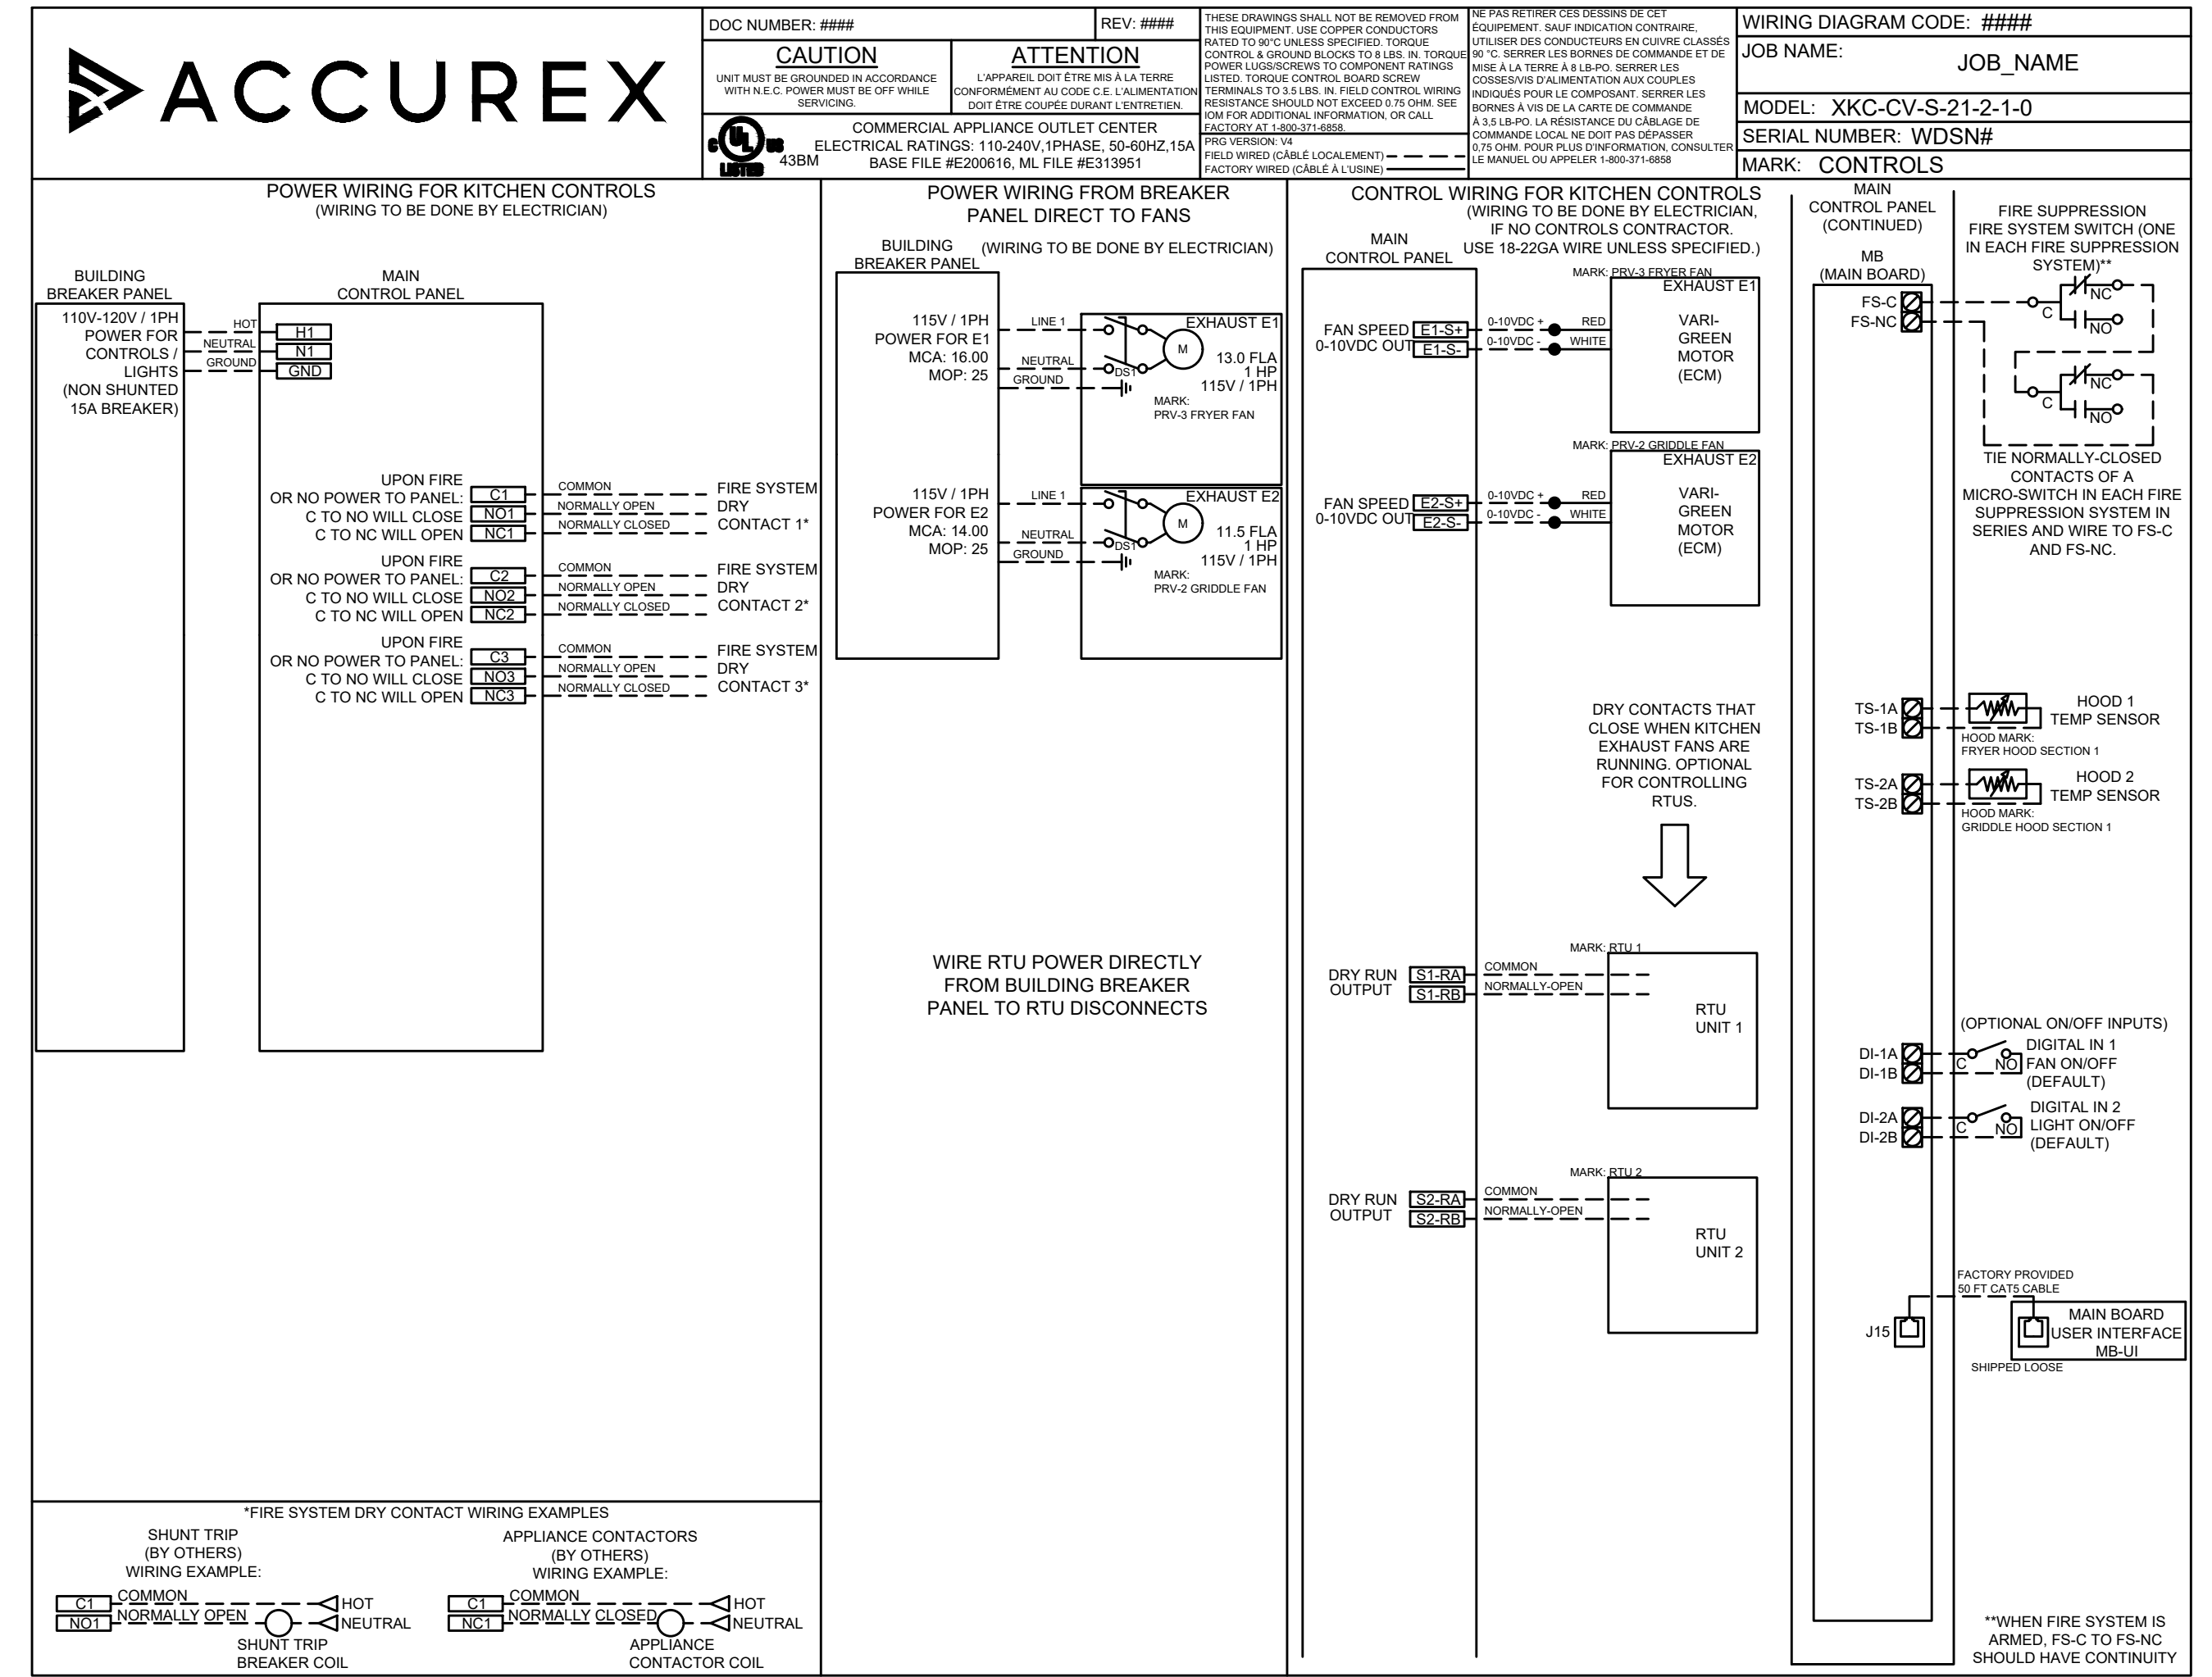 ACCUREX
DOC NUMBER: ####
REV: ####
CAUTION
UNIT MUST BE GROUNDED IN ACCORDANCE
WITH N.E.C. POWER MUST BE OFF WHILE
SERVICING.
ATTENTION
L'APPAREIL DOIT ÊTRE MIS À LA TERRE
CONFORMÉMENT AU CODE C.E. L'ALIMENTATION
DOIT ÊTRE COUPÉE DURANT L'ENTRETIEN.
C UL US
LISTED
43BM
COMMERCIAL APPLIANCE OUTLET CENTER
ELECTRICAL RATINGS: 110-240V,1PHASE, 50-60HZ,15A
BASE FILE #E200616, ML FILE #E313951
THESE DRAWINGS SHALL NOT BE REMOVED FROM
THIS EQUIPMENT. USE COPPER CONDUCTORS
RATED TO 90°C UNLESS SPECIFIED. TORQUE
CONTROL & GROUND BLOCKS TO 8 LBS. IN. TORQUE
POWER LUGS/SCREWS TO COMPONENT RATINGS
LISTED. TORQUE CONTROL BOARD SCREW
TERMINALS TO 3.5 LBS. IN. FIELD CONTROL WIRING
RESISTANCE SHOULD NOT EXCEED 0.75 OHM. SEE
IOM FOR ADDITIONAL INFORMATION, OR CALL
FACTORY AT 1-800-371-6858.
PRG VERSION: V4
FIELD WIRED (CÂBLÉ LOCALEMENT)
FACTORY WIRED (CÂBLÉ À L'USINE)
NE PAS RETIRER CES DESSINS DE CET
ÉQUIPEMENT. SAUF INDICATION CONTRAIRE,
UTILISER DES CONDUCTEURS EN CUIVRE CLASSÉS
90 °C. SERRER LES BORNES DE COMMANDE ET DE
MISE À LA TERRE À 8 LB-PO. SERRER LES
COSSES/VIS D'ALIMENTATION AUX COUPLES
INDIQUÉS POUR LE COMPOSANT. SERRER LES
BORNES À VIS DE LA CARTE DE COMMANDE
À 3,5 LB-PO. LA RÉSISTANCE DU CÂBLAGE DE
COMMANDE LOCAL NE DOIT PAS DÉPASSER
0,75 OHM. POUR PLUS D'INFORMATION, CONSULTER
LE MANUEL OU APPELER 1-800-371-6858
WIRING DIAGRAM CODE: ####
JOB NAME:
JOB_NAME
MODEL: XKC-CV-S-21-2-1-0
SERIAL NUMBER: WDSN#
MARK: CONTROLS
POWER WIRING FOR KITCHEN CONTROLS
(WIRING TO BE DONE BY ELECTRICIAN)
BUILDING
BREAKER PANEL
MAIN
CONTROL PANEL
110V-120V / 1PH
POWER FOR
CONTROLS /
LIGHTS
(NON SHUNTED
15A BREAKER)
HOT
H1
NEUTRAL
N1
GROUND
GND
UPON FIRE
OR NO POWER TO PANEL:
C TO NO WILL CLOSE
C TO NC WILL OPEN
C1
NO1
NC1
COMMON
NORMALLY OPEN
NORMALLY CLOSED
FIRE SYSTEM
DRY
CONTACT 1*
UPON FIRE
OR NO POWER TO PANEL:
C TO NO WILL CLOSE
C TO NC WILL OPEN
C2
NO2
NC2
COMMON
NORMALLY OPEN
NORMALLY CLOSED
FIRE SYSTEM
DRY
CONTACT 2*
UPON FIRE
OR NO POWER TO PANEL:
C TO NO WILL CLOSE
C TO NC WILL OPEN
C3
NO3
NC3
COMMON
NORMALLY OPEN
NORMALLY CLOSED
FIRE SYSTEM
DRY
CONTACT 3*
*FIRE SYSTEM DRY CONTACT WIRING EXAMPLES
SHUNT TRIP
(BY OTHERS)
WIRING EXAMPLE:
C1 COMMON HOT
NO1 NORMALLY OPEN NEUTRAL
SHUNT TRIP
BREAKER COIL
APPLIANCE CONTACTORS
(BY OTHERS)
WIRING EXAMPLE:
C1 COMMON HOT
NC1 NORMALLY CLOSED NEUTRAL
APPLIANCE
CONTACTOR COIL
POWER WIRING FROM BREAKER
PANEL DIRECT TO FANS
(WIRING TO BE DONE BY ELECTRICIAN)
BUILDING
BREAKER PANEL
115V / 1PH
POWER FOR E1
MCA: 16.00
MOP: 25
LINE 1
NEUTRAL
GROUND
EXHAUST E1
M
DS1
13.0 FLA
1 HP
115V / 1PH
MARK:
PRV-3 FRYER FAN
115V / 1PH
POWER FOR E2
MCA: 14.00
MOP: 25
LINE 1
NEUTRAL
GROUND
EXHAUST E2
M
DS1
11.5 FLA
1 HP
115V / 1PH
MARK:
PRV-2 GRIDDLE FAN
WIRE RTU POWER DIRECTLY
FROM BUILDING BREAKER
PANEL TO RTU DISCONNECTS
CONTROL WIRING FOR KITCHEN CONTROLS
(WIRING TO BE DONE BY ELECTRICIAN,
IF NO CONTROLS CONTRACTOR.
USE 18-22GA WIRE UNLESS SPECIFIED.)
MAIN
CONTROL PANEL
MARK: PRV-3 FRYER FAN
EXHAUST E1
FAN SPEED
0-10VDC OUT
E1-S+
E1-S-
0-10VDC +
0-10VDC -
RED
WHITE
VARI-
GREEN
MOTOR
(ECM)
MARK: PRV-2 GRIDDLE FAN
EXHAUST E2
FAN SPEED
0-10VDC OUT
E2-S+
E2-S-
0-10VDC +
0-10VDC -
RED
WHITE
VARI-
GREEN
MOTOR
(ECM)
DRY CONTACTS THAT
CLOSE WHEN KITCHEN
EXHAUST FANS ARE
RUNNING. OPTIONAL
FOR CONTROLLING
RTUS.
MARK: RTU 1
DRY RUN
OUTPUT
S1-RA
S1-RB
COMMON
NORMALLY-OPEN
RTU
UNIT 1
MARK: RTU 2
DRY RUN
OUTPUT
S2-RA
S2-RB
COMMON
NORMALLY-OPEN
RTU
UNIT 2
MAIN
CONTROL PANEL
(CONTINUED)
MB
(MAIN BOARD)
FS-C
FS-NC
FIRE SUPPRESSION
FIRE SYSTEM SWITCH (ONE
IN EACH FIRE SUPPRESSION
SYSTEM)**
C
NC
NO
C
NC
NO
TIE NORMALLY-CLOSED
CONTACTS OF A
MICRO-SWITCH IN EACH FIRE
SUPPRESSION SYSTEM IN
SERIES AND WIRE TO FS-C
AND FS-NC.
TS-1A
TS-1B
HOOD 1
TEMP SENSOR
HOOD MARK:
FRYER HOOD SECTION 1
TS-2A
TS-2B
HOOD 2
TEMP SENSOR
HOOD MARK:
GRIDDLE HOOD SECTION 1
(OPTIONAL ON/OFF INPUTS)
DI-1A
DI-1B
C
NO
DIGITAL IN 1
FAN ON/OFF
(DEFAULT)
DI-2A
DI-2B
C
NO
DIGITAL IN 2
LIGHT ON/OFF
(DEFAULT)
FACTORY PROVIDED
50 FT CAT5 CABLE
J15
MAIN BOARD
USER INTERFACE
MB-UI
SHIPPED LOOSE
**WHEN FIRE SYSTEM IS
ARMED, FS-C TO FS-NC
SHOULD HAVE CONTINUITY